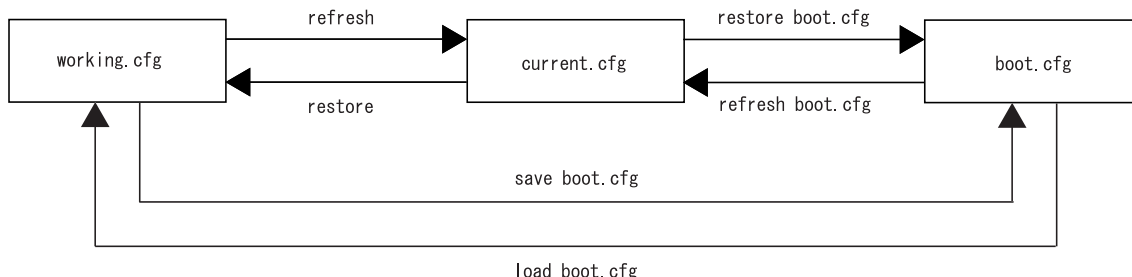 refresh
restore boot.cfg
working.cfg
current.cfg
boot.cfg
restore
refresh boot.cfg
save boot.cfg
load boot.cfg